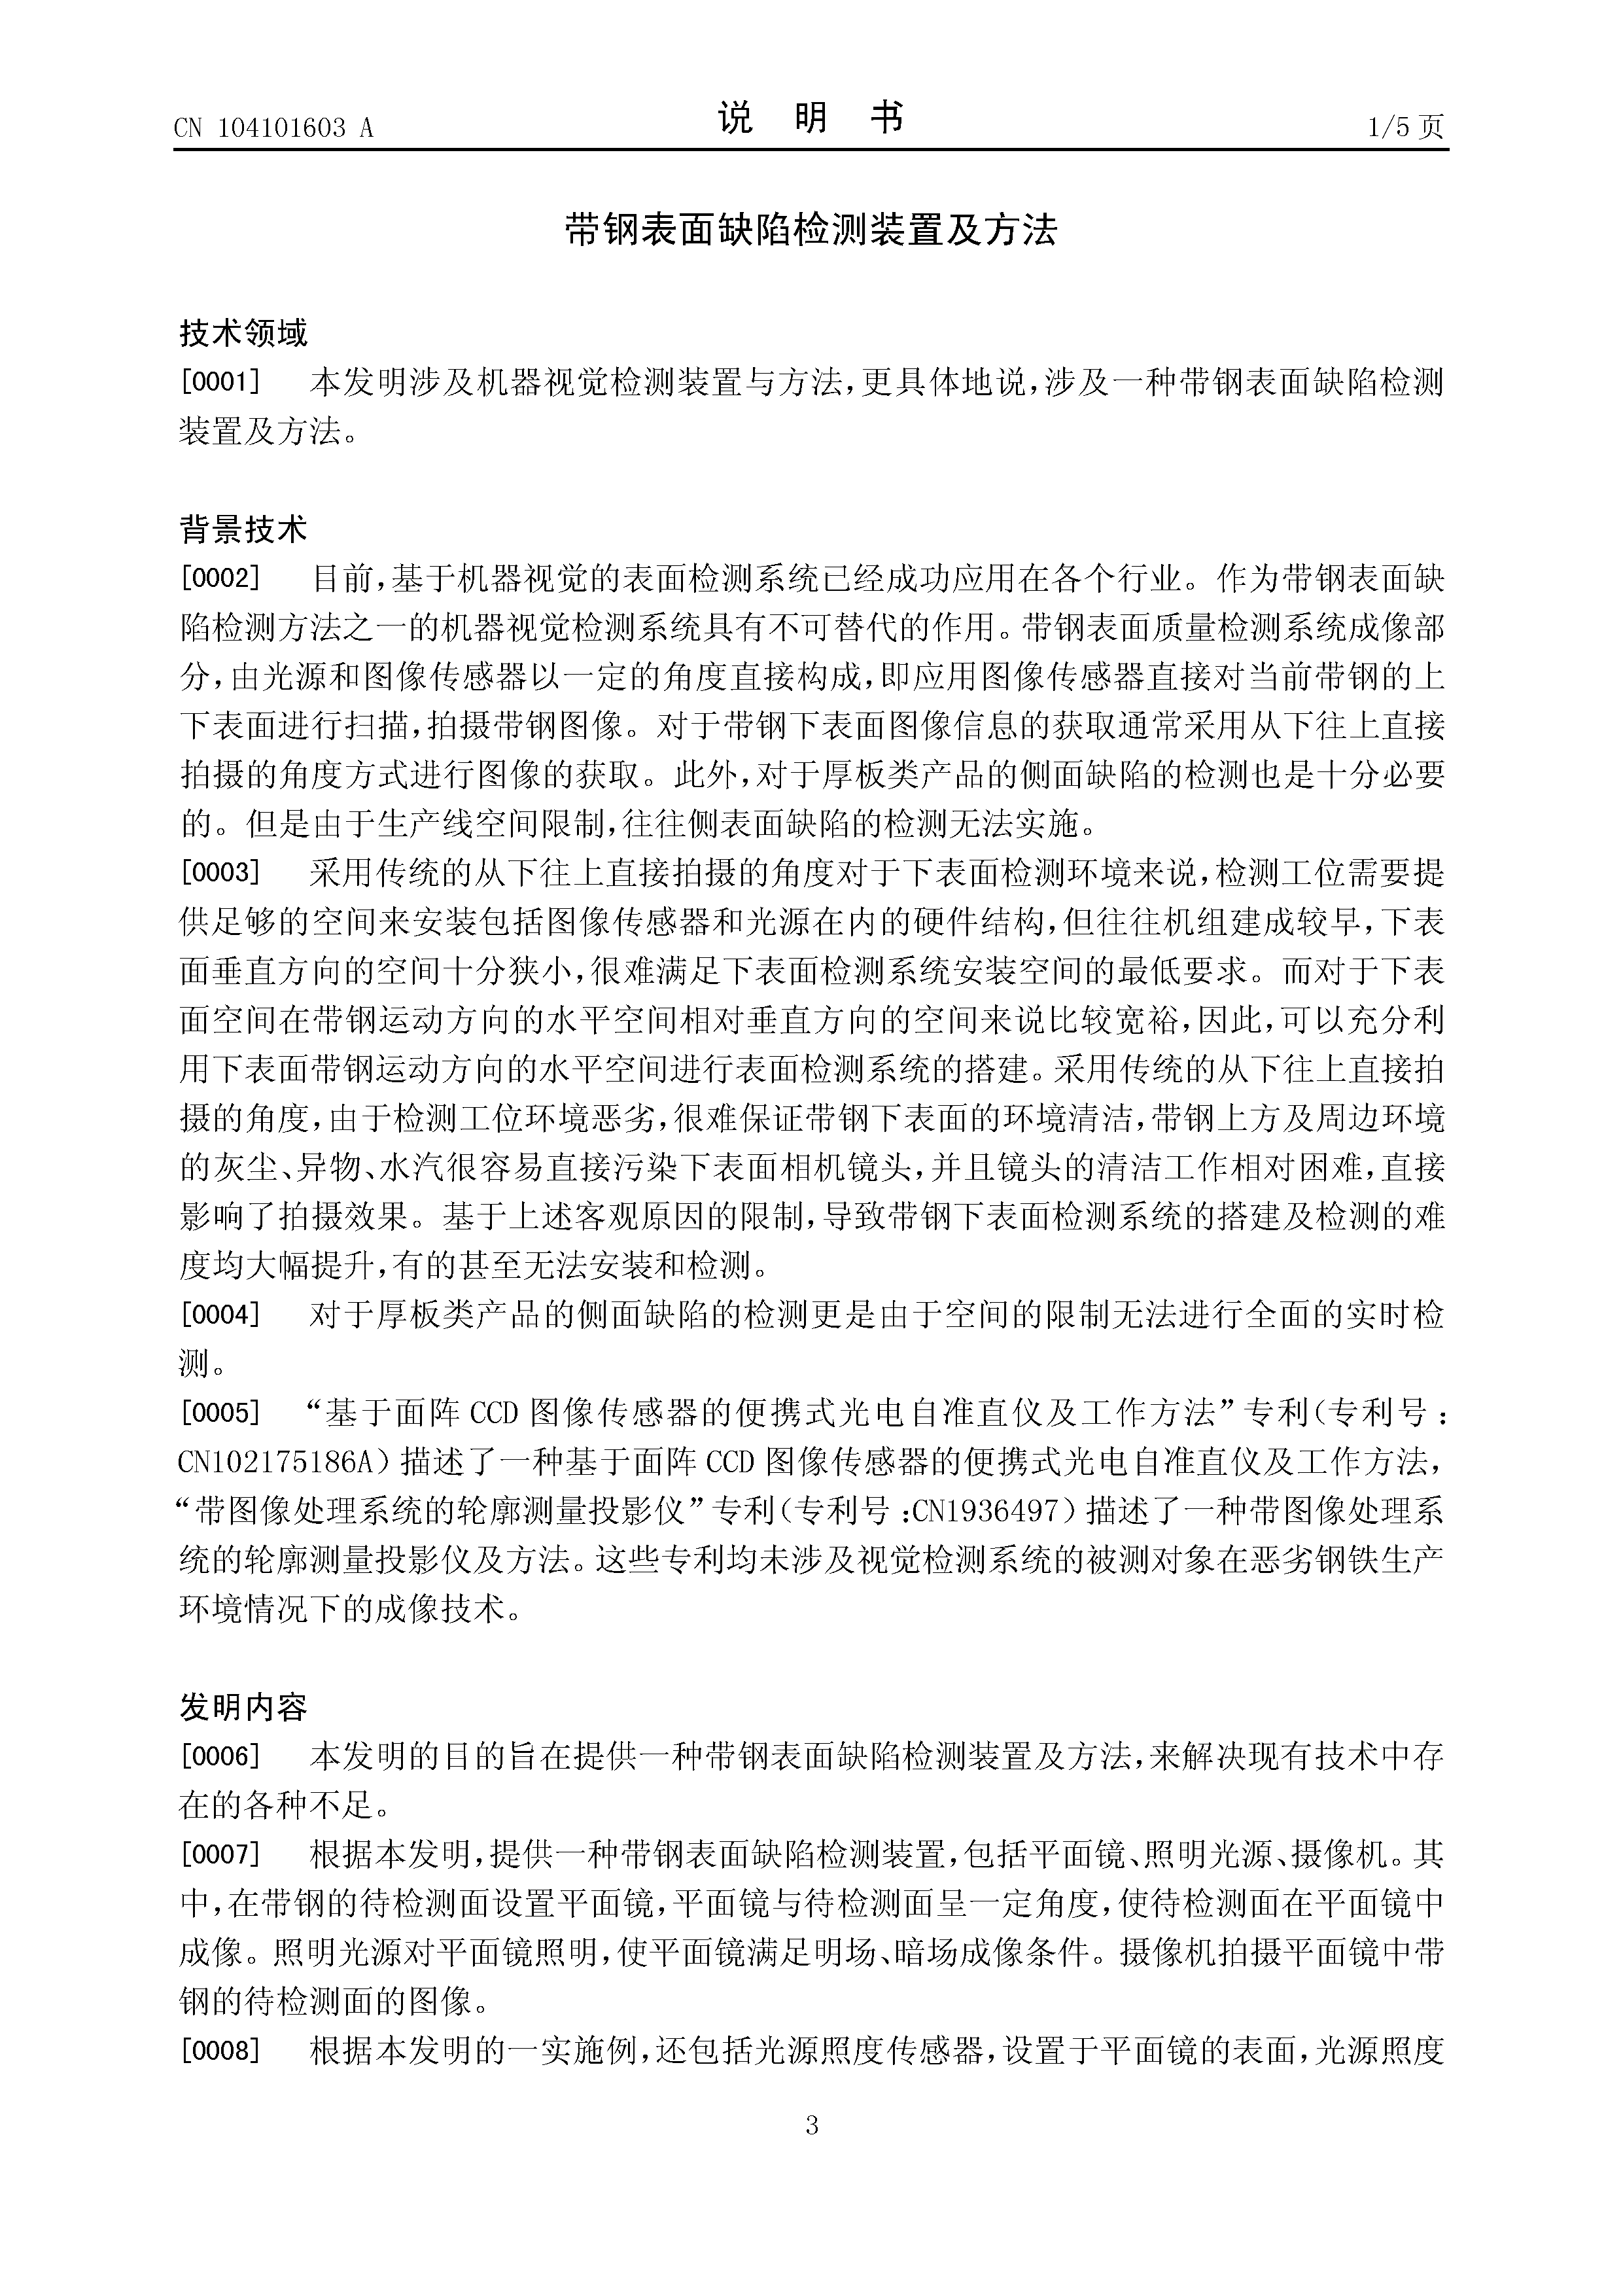 CN 104101603 A
说 明 书
1/5 页
带钢表面缺陷检测装置及方法
技术领域
[0001] 本发明涉及机器视觉检测装置与方法,更具体地说,涉及一种带钢表面缺陷检测
装置及方法。
背景技术
[0002] 目前,基于机器视觉的表面检测系统已经成功应用在各个行业。作为带钢表面缺
陷检测方法之一的机器视觉检测系统具有不可替代的作用。带钢表面质量检测系统成像部
分,由光源和图像传感器以一定的角度直接构成,即应用图像传感器直接对当前带钢的上
下表面进行扫描,拍摄带钢图像。对于带钢下表面图像信息的获取通常采用从下往上直接
拍摄的角度方式进行图像的获取。此外,对于厚板类产品的侧面缺陷的检测也是十分必要
的。但是由于生产线空间限制,往往侧表面缺陷的检测无法实施。
[0003] 采用传统的从下往上直接拍摄的角度对于下表面检测环境来说,检测工位需要提
供足够的空间来安装包括图像传感器和光源在内的硬件结构,但往往机组建成较早,下表
面垂直方向的空间十分狭小,很难满足下表面检测系统安装空间的最低要求。而对于下表
面空间在带钢运动方向的水平空间相对垂直方向的空间来说比较宽裕,因此,可以充分利
用下表面带钢运动方向的水平空间进行表面检测系统的搭建。采用传统的从下往上直接拍
摄的角度,由于检测工位环境恶劣,很难保证带钢下表面的环境清洁,带钢上方及周边环境
的灰尘、异物、水汽很容易直接污染下表面相机镜头,并且镜头的清洁工作相对困难,直接
影响了拍摄效果。基于上述客观原因的限制,导致带钢下表面检测系统的搭建及检测的难
度均大幅提升,有的甚至无法安装和检测。
[0004] 对于厚板类产品的侧面缺陷的检测更是由于空间的限制无法进行全面的实时检
测。
[0005] “基于面阵 CCD 图像传感器的便携式光电自准直仪及工作方法”专利(专利号:
CN102175186A)描述了一种基于面阵 CCD 图像传感器的便携式光电自准直仪及工作方法,
“带图像处理系统的轮廓测量投影仪”专利(专利号:CN1936497)描述了一种带图像处理系
统的轮廓测量投影仪及方法。这些专利均未涉及视觉检测系统的被测对象在恶劣钢铁生产
环境情况下的成像技术。
发明内容
[0006] 本发明的目的旨在提供一种带钢表面缺陷检测装置及方法,来解决现有技术中存
在的各种不足。
[0007] 根据本发明,提供一种带钢表面缺陷检测装置,包括平面镜、照明光源、摄像机。其
中,在带钢的待检测面设置平面镜,平面镜与待检测面呈一定角度,使待检测面在平面镜中
成像。照明光源对平面镜照明,使平面镜满足明场、暗场成像条件。摄像机拍摄平面镜中带
钢的待检测面的图像。
[0008] 根据本发明的一实施例,还包括光源照度传感器,设置于平面镜的表面,光源照度
3